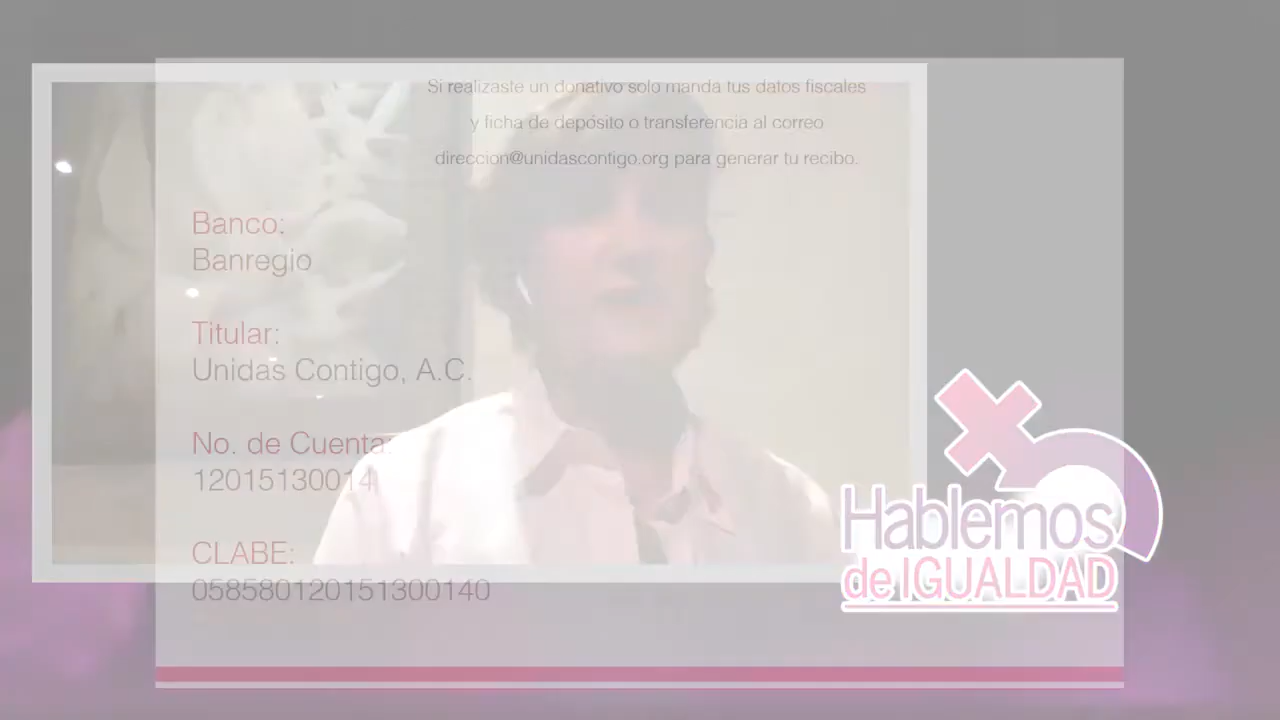 Si realizaste un donativo solo manda tus datos fiscales
y ficha de depósito o transferencia al correo
direccion@unidascontigo.org para generar tu recibo.
Banco:
Banregio
Titular:
Unidas Contigo, A.C.
No. de Cuenta:
12015130014
CLABE:
058580120151300140
Hablemos
de IGUALDAD